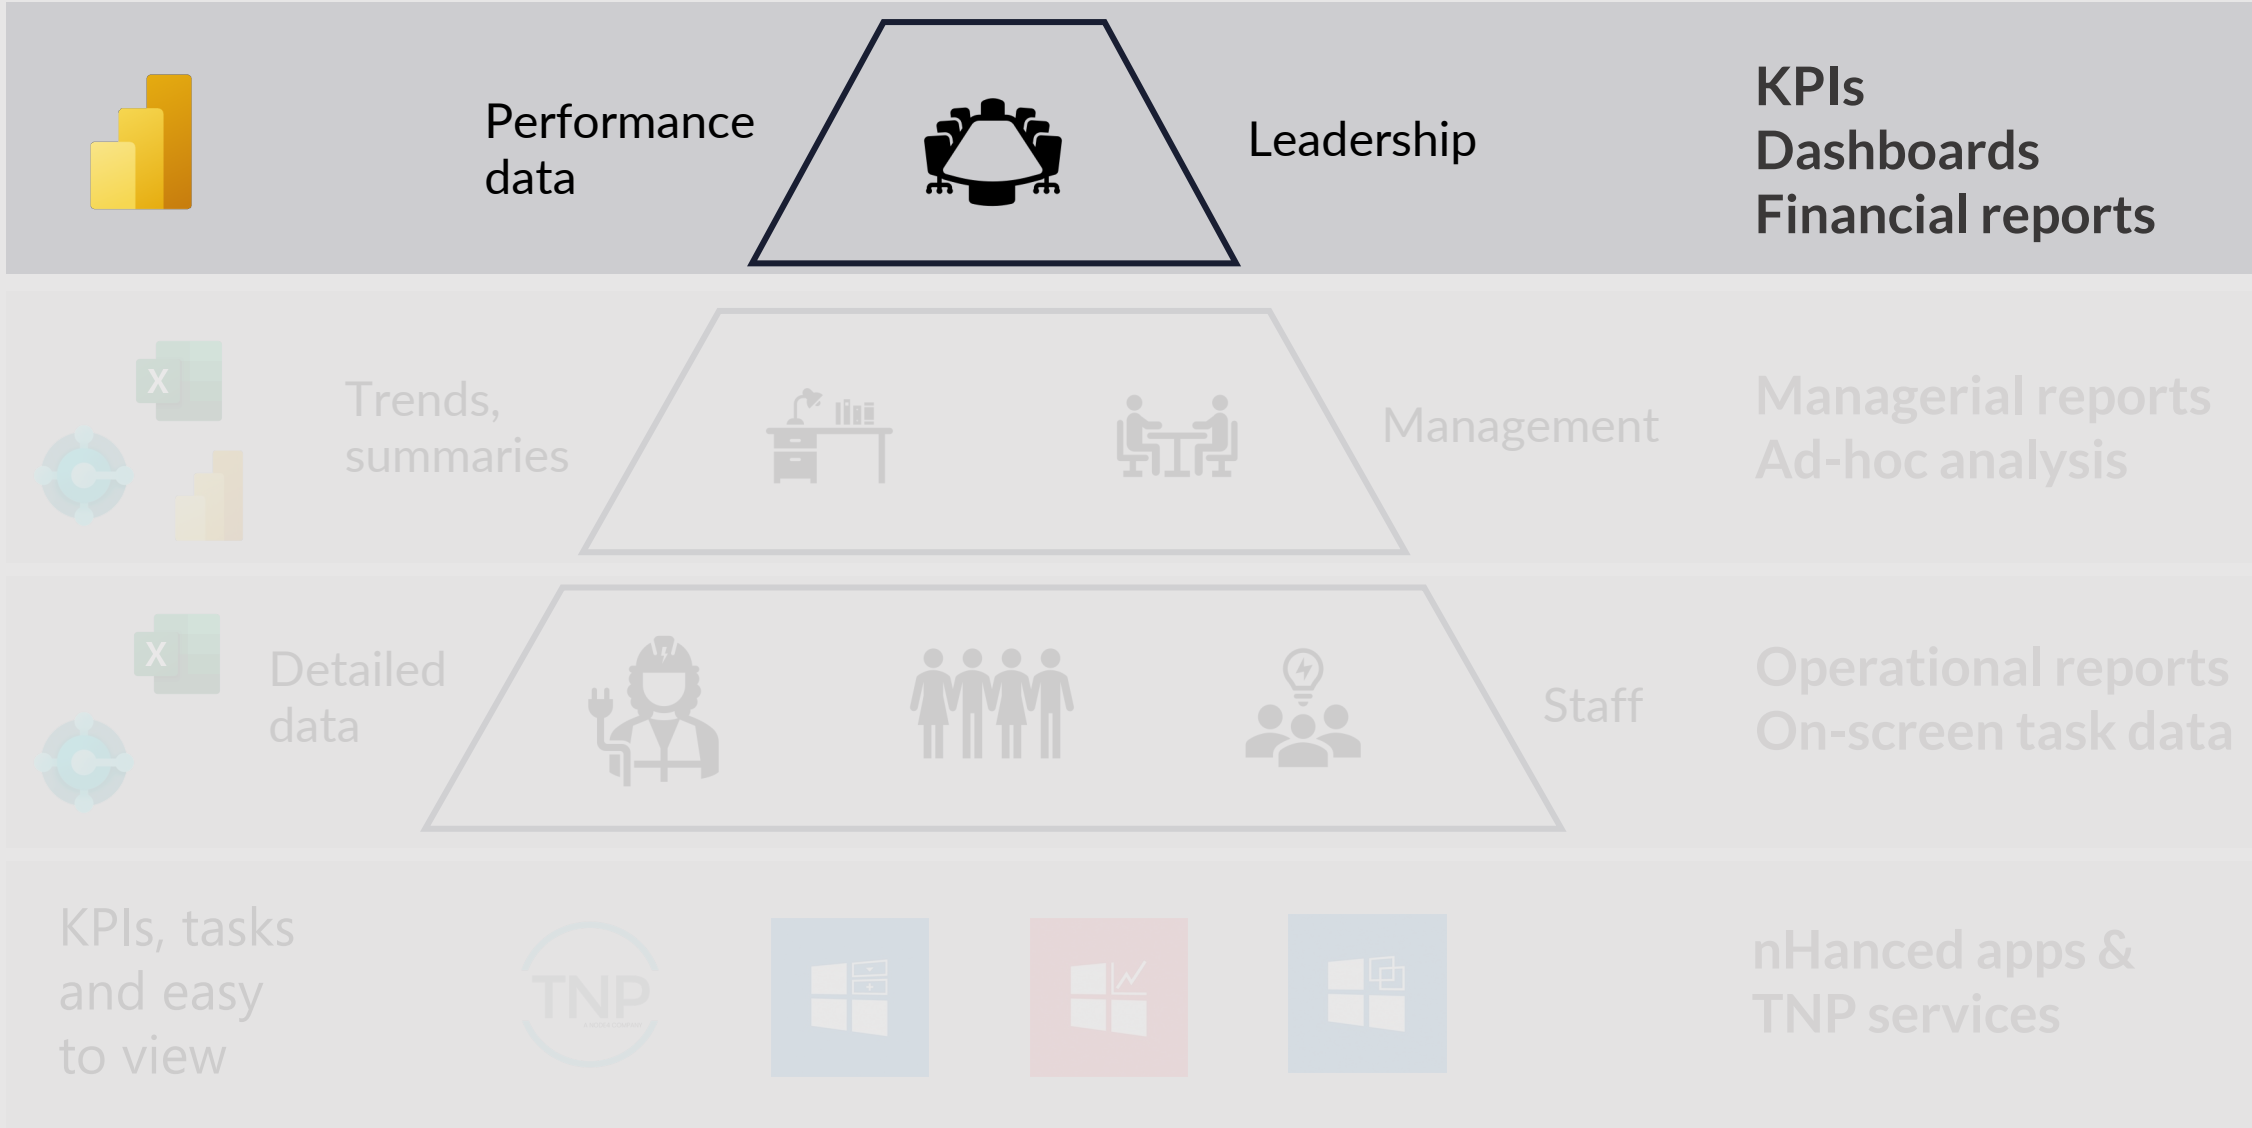 Performance
data
Leadership
KPIs
Dashboards
Financial reports
X
Trends,
summaries
Management
Managerial reports
Ad-hoc analysis
X
Detailed
data
Staff
Operational reports
On-screen task data
KPIs, tasks
and easy
to view
TNP
nHanced apps &
TNP services